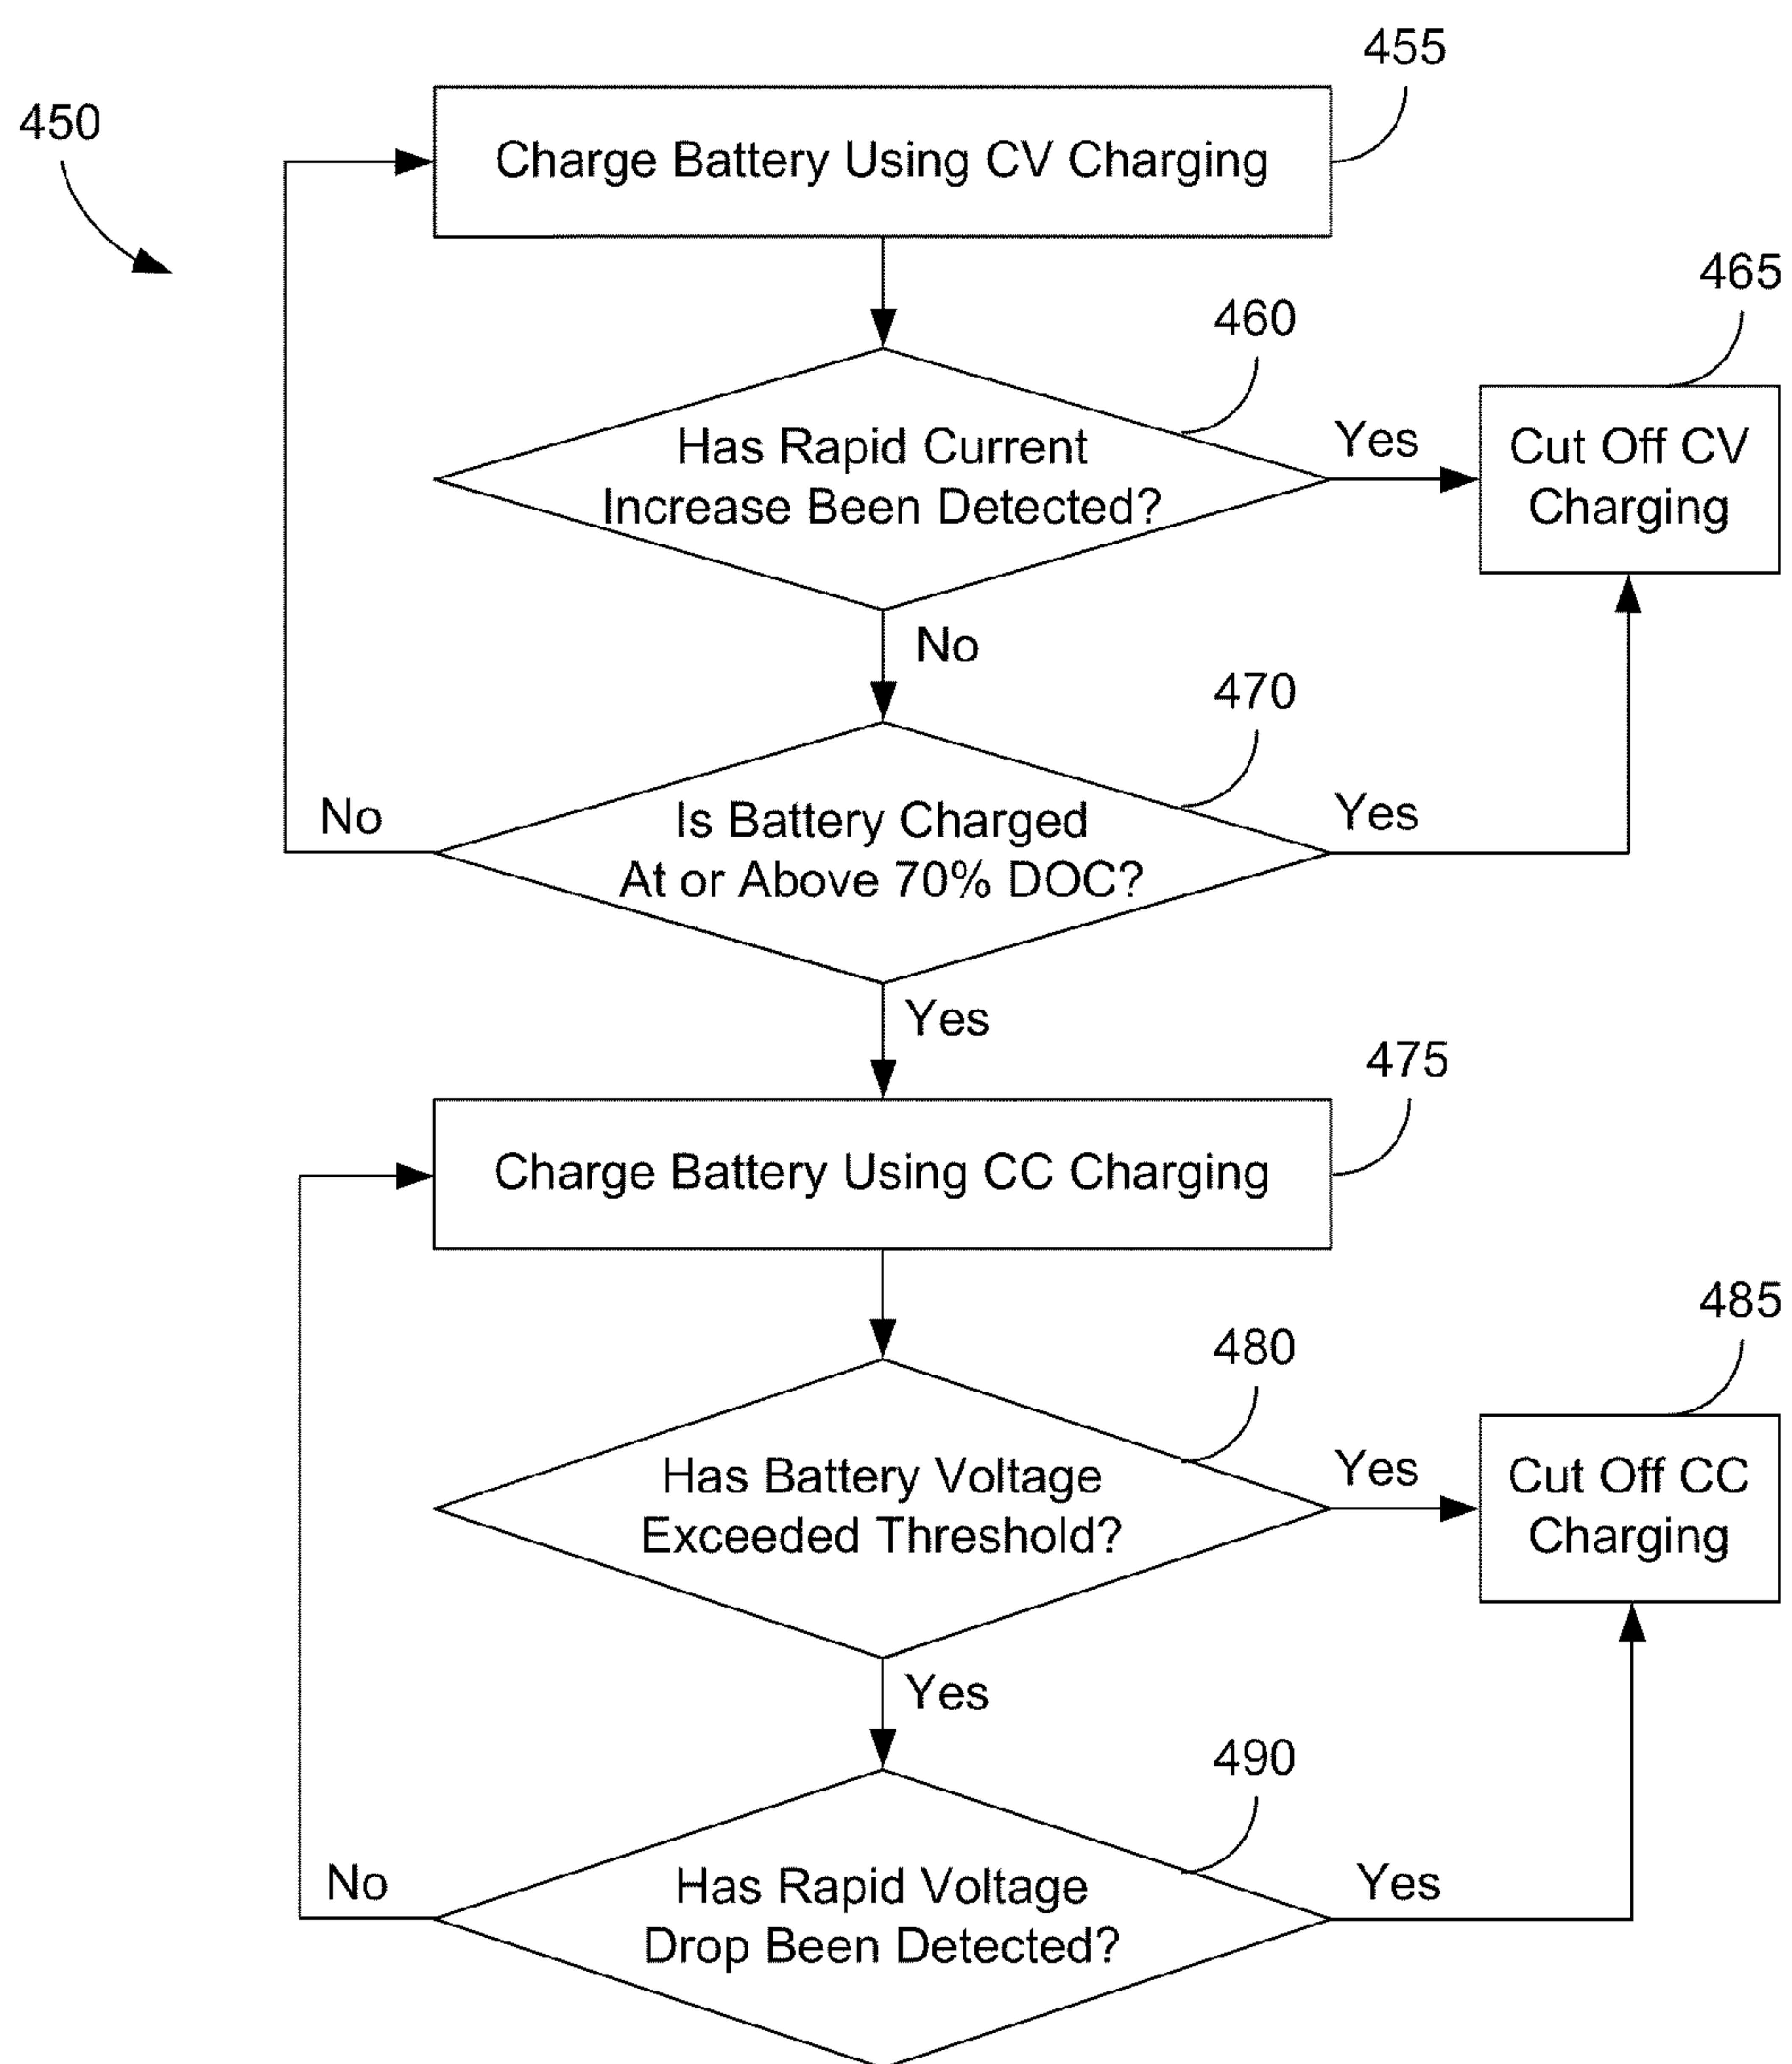 455
450
Charge Battery Using CV Charging
465
460
Has Rapid Current
Increase Been Detected?
Yes
Cut Off CV
Charging
No
470
No
Is Battery Charged
At or Above 70% DOC?
Yes
Yes
475
Charge Battery Using CC Charging
485
480
Has Battery Voltage
Exceeded Threshold?
Yes
Cut Off CC
Charging
Yes
490
No
Has Rapid Voltage
Drop Been Detected?
Yes